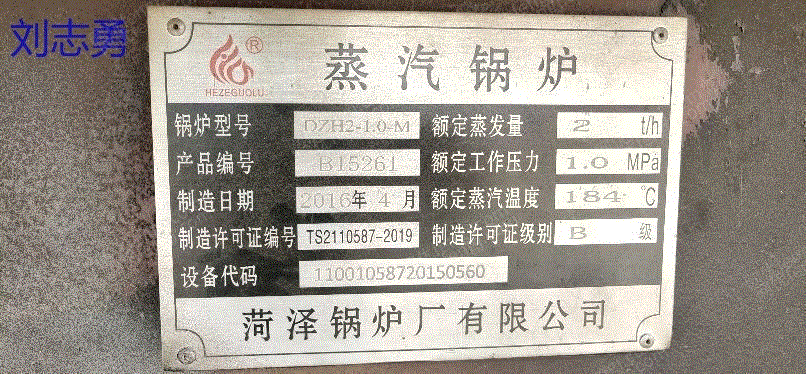 刘志勇
®
HEZEGUOLU
蒸汽锅炉
锅炉型号 DZH2-1.0-M 额定蒸发量 2 t/h
产品编号 B15261 额定工作压力 1.0 MPa
制造日期 2016年4月 额定蒸汽温度 184 ℃
制造许可证编号 TS2110587-2019 制造许可证级别 B 级
设备代码 11001058720150560
菏泽锅炉厂有限公司